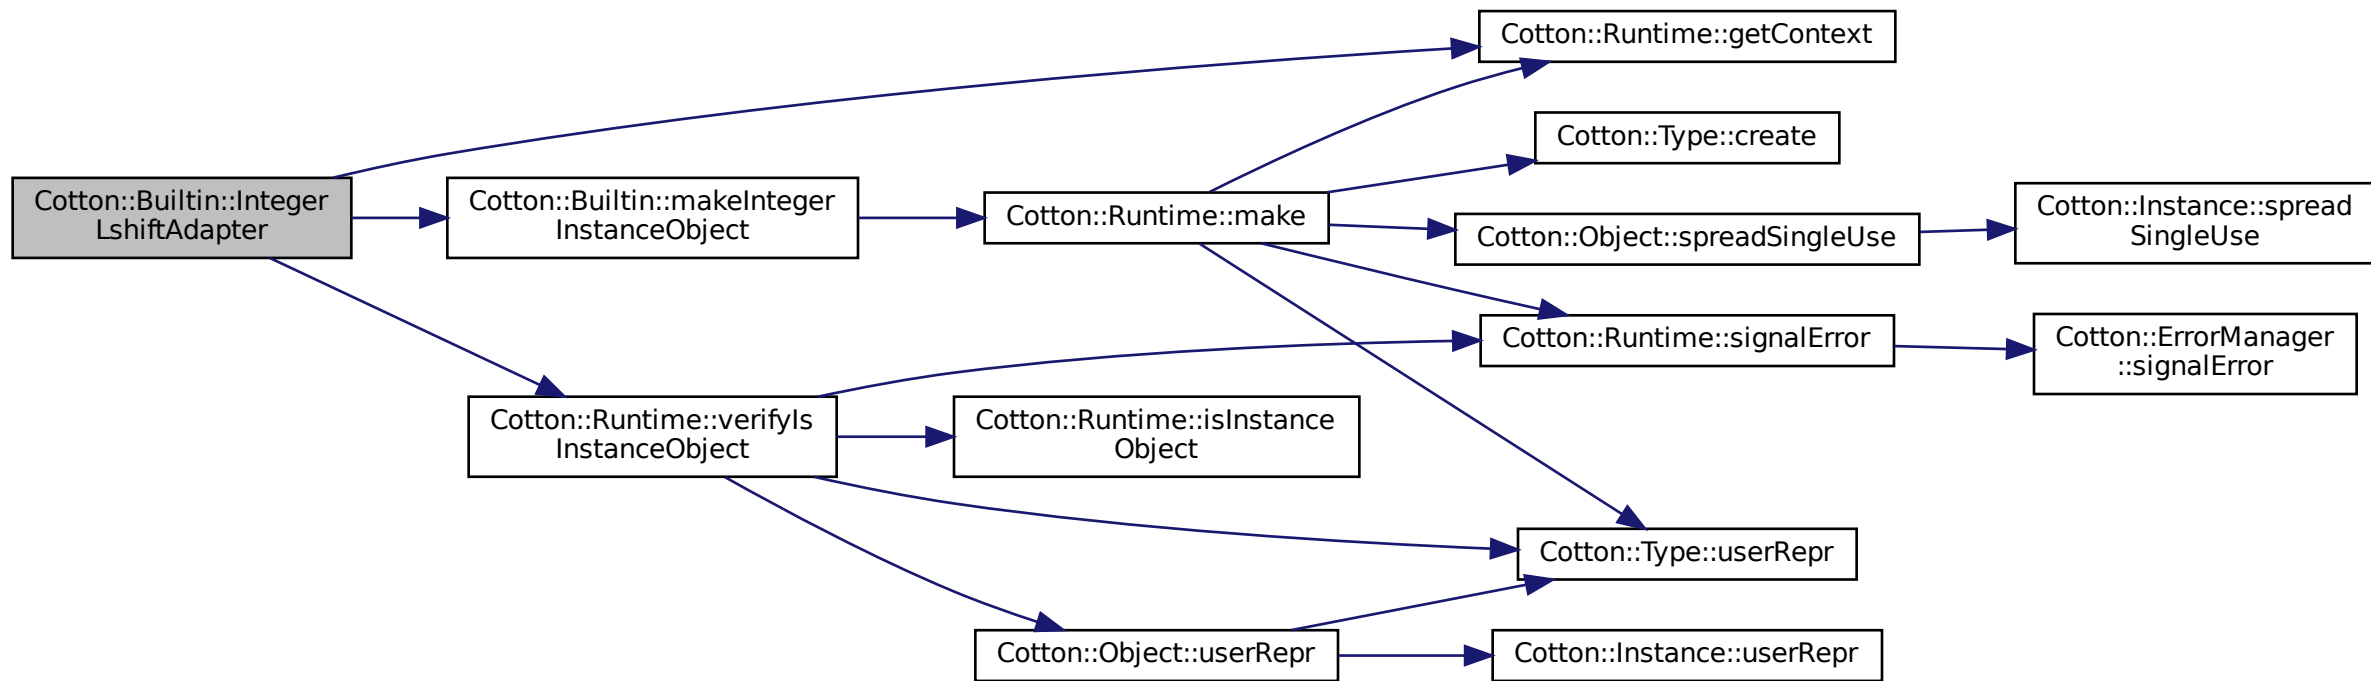 Cotton::Builtin::Integer
LshiftAdapter
Cotton::Builtin::makeInteger
InstanceObject
Cotton::Runtime::make
Cotton::Runtime::getContext
Cotton::Type::create
Cotton::Object::spreadSingleUse
Cotton::Instance::spread
SingleUse
Cotton::Runtime::signalError
Cotton::ErrorManager
::signalError
Cotton::Runtime::verifyIs
InstanceObject
Cotton::Runtime::isInstance
Object
Cotton::Type::userRepr
Cotton::Object::userRepr
Cotton::Instance::userRepr